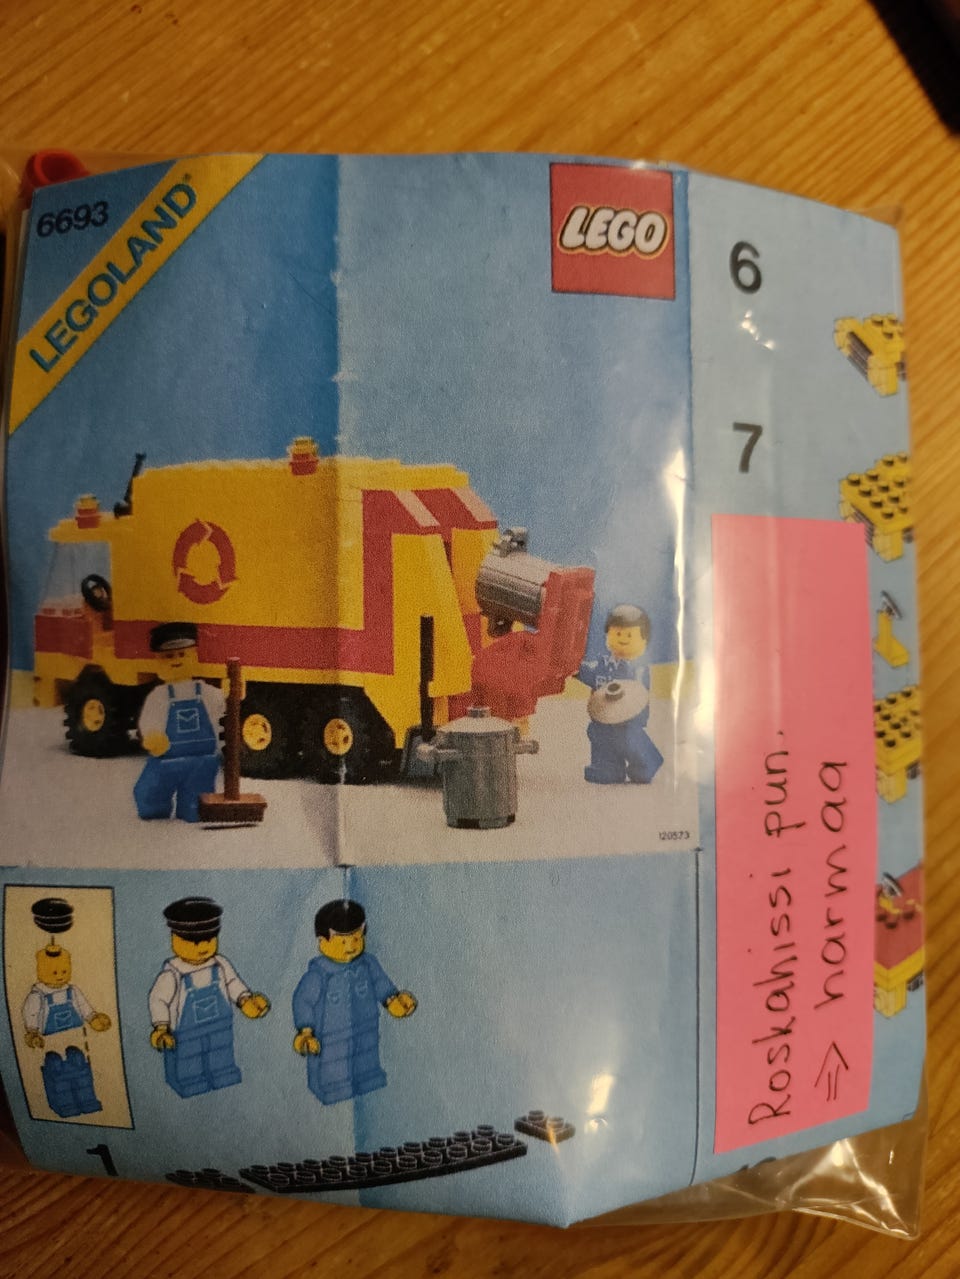 6693
LEGOLAND®
LEGO
6
7
120573
Roskahissi pun.
⇒ harmaa
1